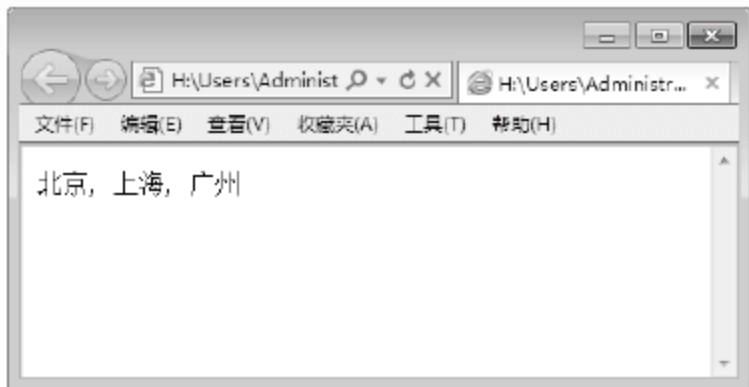 H:\Users\Administ
H:\Users\Administr...
文件(F) 编辑(E) 查看(V) 收藏夹(A) 工具(T) 帮助(H)
北京, 上海, 广州